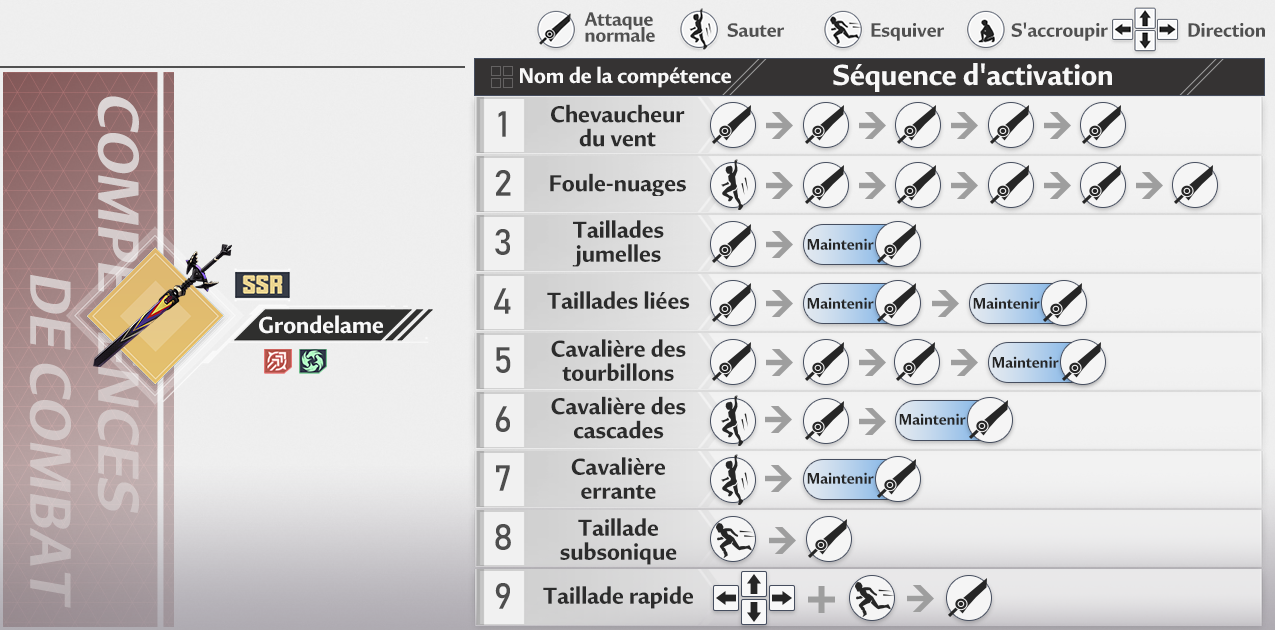 Attaque
normale
Sauter
Esquiver
S'accroupir
Direction
Nom de la compétence
Séquence d'activation
COMPÉTENCES
DE COMBAT
SSR
Grondelame
1
Chevaucheur
du vent
2
Foule-nuages
3
Taillades
jumelles
Maintenir
4
Taillades liées
Maintenir
Maintenir
5
Cavalière des
tourbillons
Maintenir
6
Cavalière des
cascades
Maintenir
7
Cavalière
errante
Maintenir
8
Taillade
subsonique
9
Taillade rapide